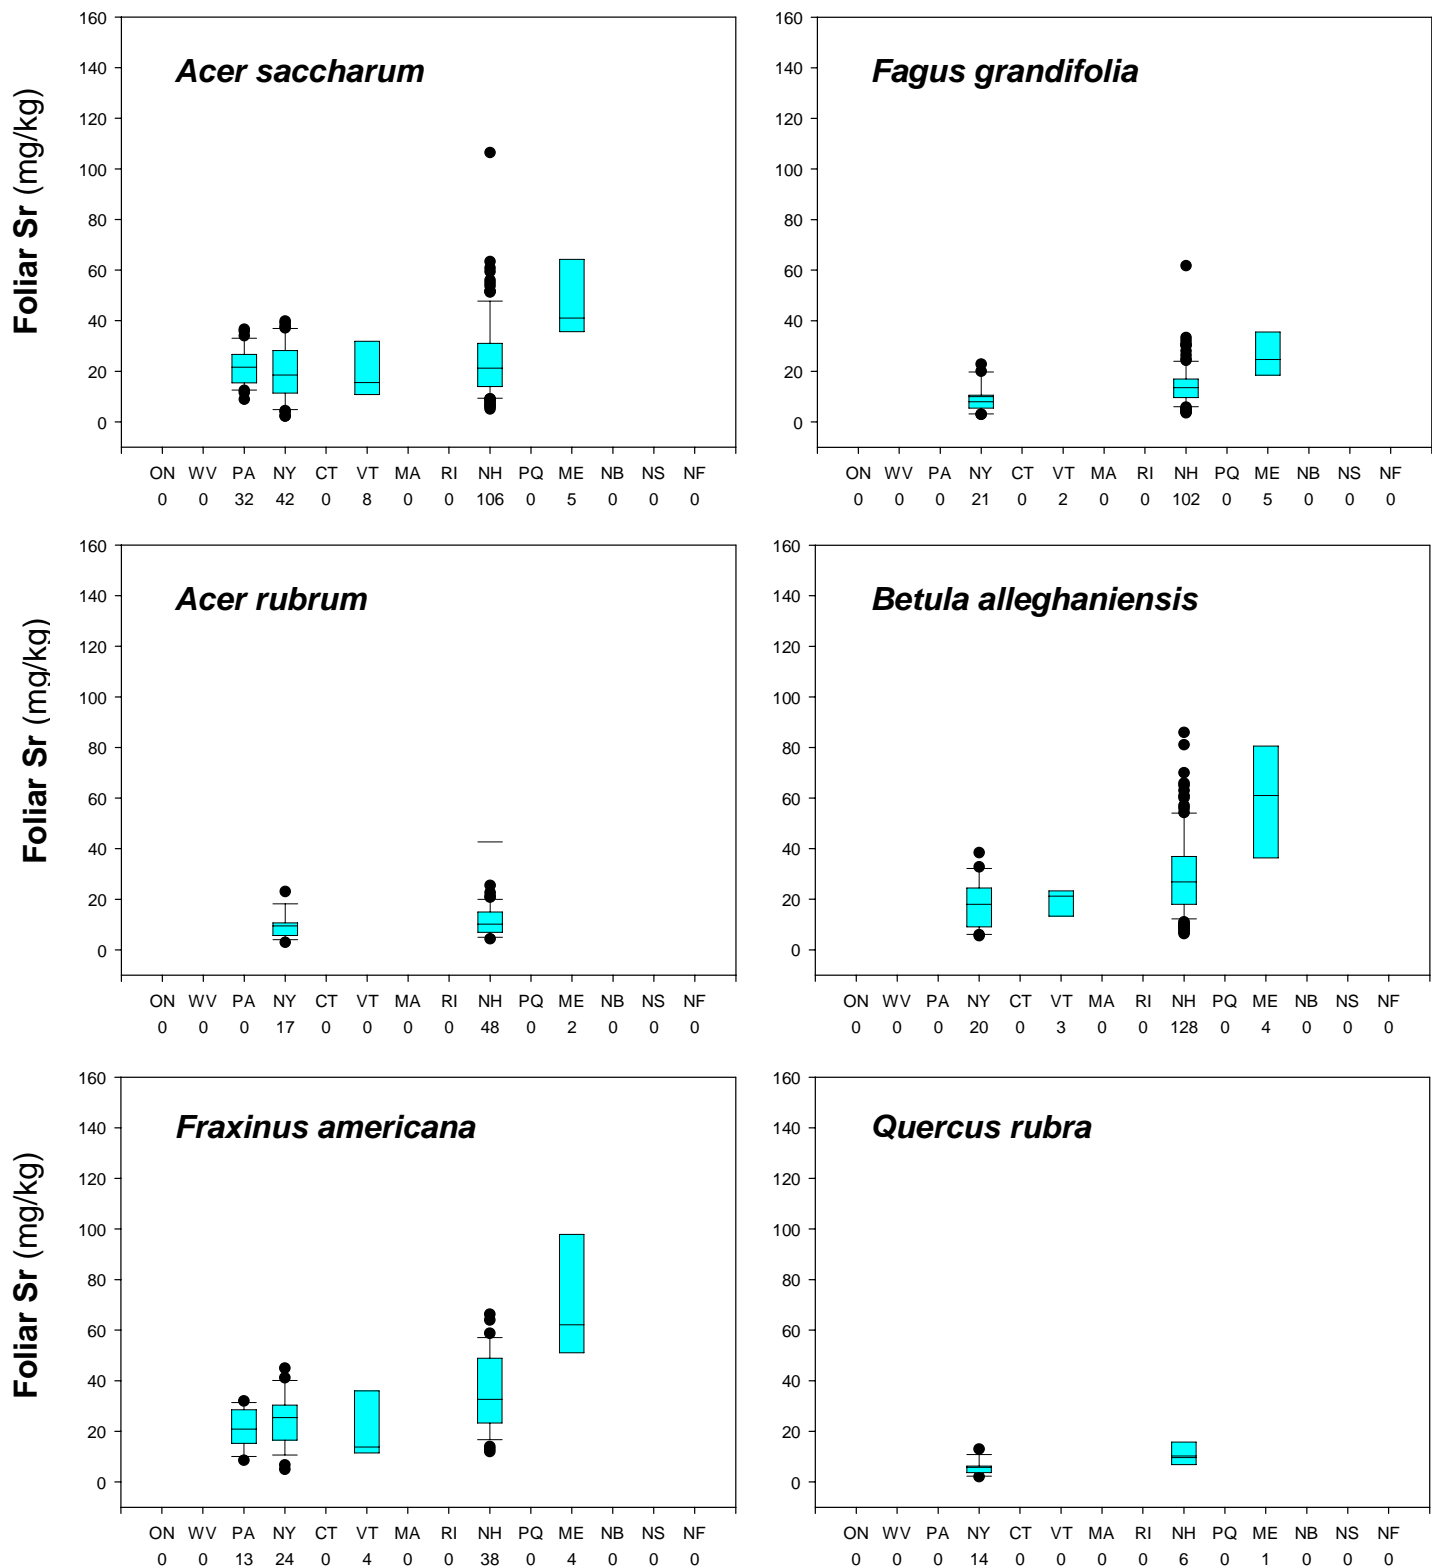 Acer saccharum
Foliar Sr (mg/kg)
160
140
120
100
80
60
40
20
0
ON WV PA NY CT VT MA RI NH PQ ME NB NS NF
0 0 32 42 0 8 0 0 106 0 5 0 0 0
Fagus grandifolia
160
140
120
100
80
60
40
20
0
ON WV PA NY CT VT MA RI NH PQ ME NB NS NF
0 0 0 21 0 2 0 0 102 0 5 0 0 0
Acer rubrum
Foliar Sr (mg/kg)
160
140
120
100
80
60
40
20
0
ON WV PA NY CT VT MA RI NH PQ ME NB NS NF
0 0 0 17 0 0 0 0 48 0 2 0 0 0
Betula alleghaniensis
160
140
120
100
80
60
40
20
0
ON WV PA NY CT VT MA RI NH PQ ME NB NS NF
0 0 0 20 0 3 0 0 128 0 4 0 0 0
Fraxinus americana
Foliar Sr (mg/kg)
160
140
120
100
80
60
40
20
0
ON WV PA NY CT VT MA RI NH PQ ME NB NS NF
0 0 13 24 0 4 0 0 38 0 4 0 0 0
Quercus rubra
160
140
120
100
80
60
40
20
0
ON WV PA NY CT VT MA RI NH PQ ME NB NS NF
0 0 0 14 0 0 0 0 6 0 1 0 0 0